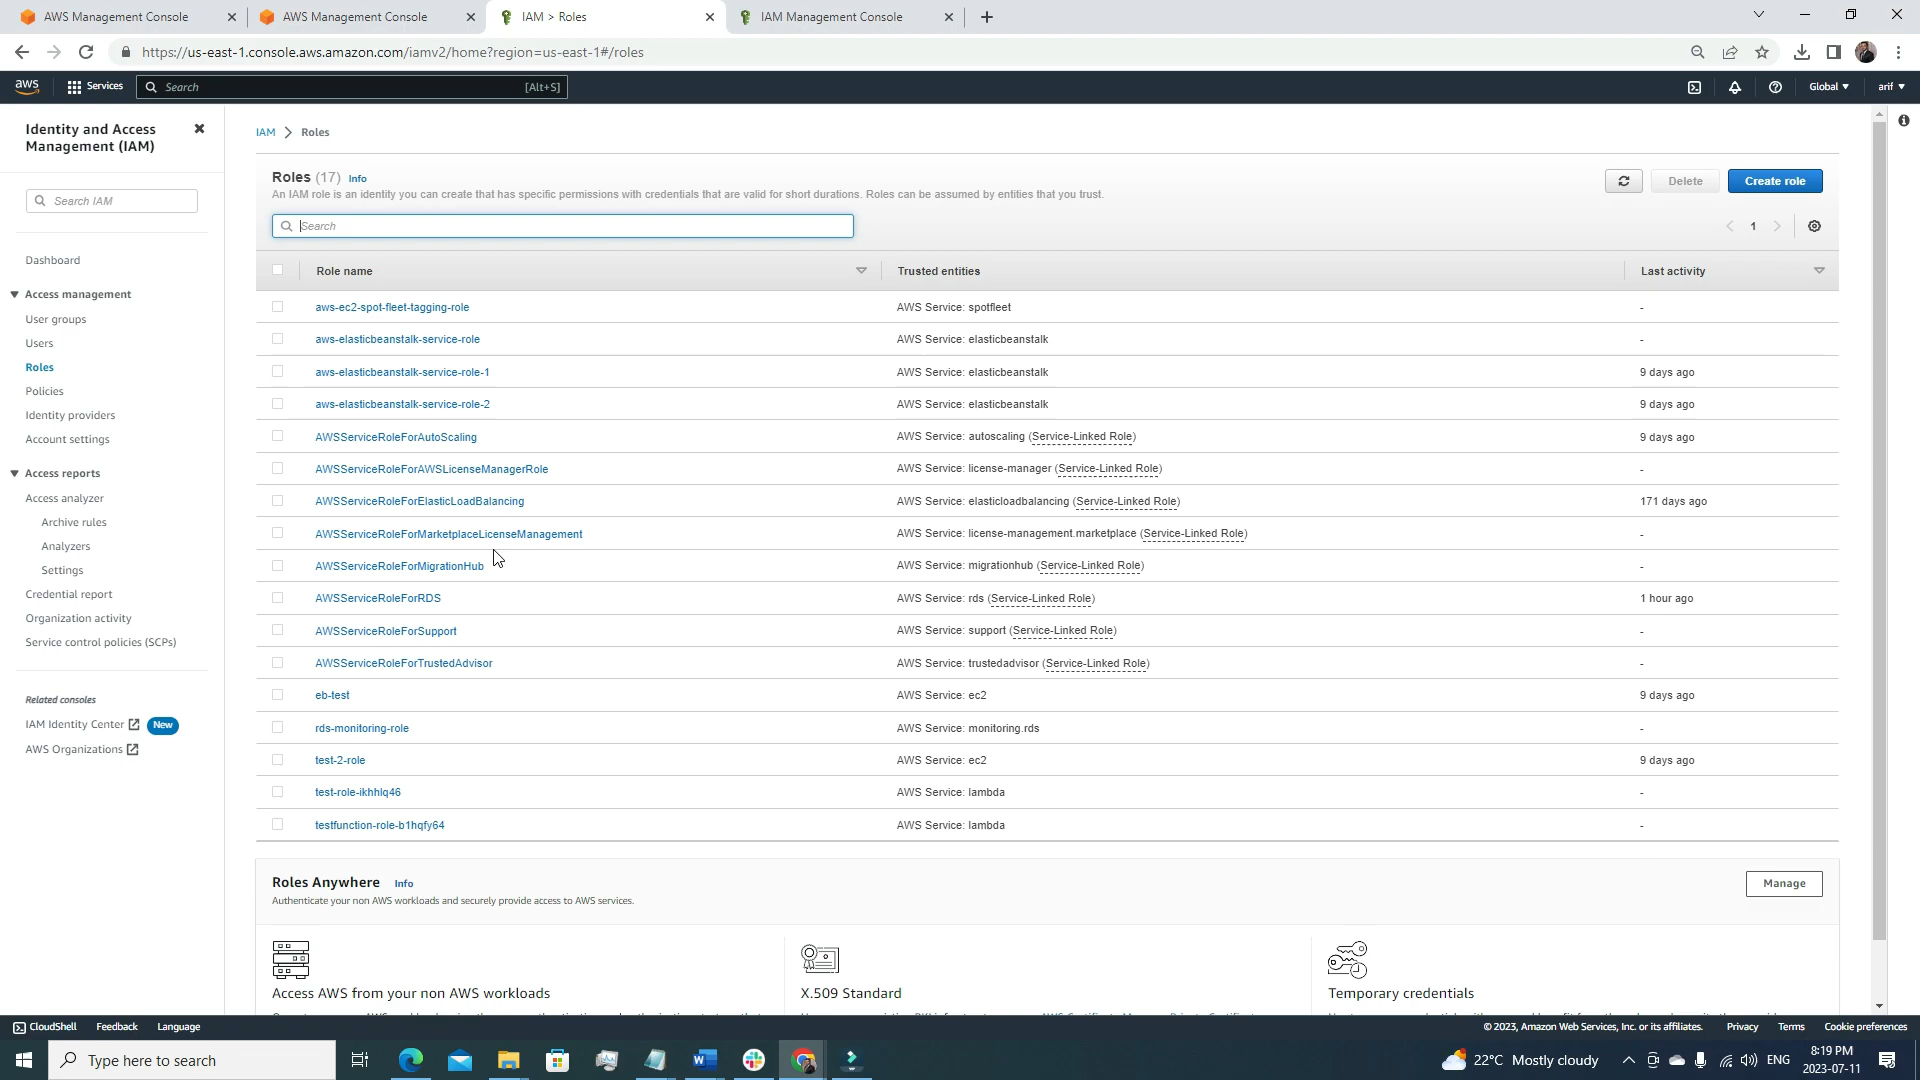 AWS Management Console
AWS Management Console
IAM > Roles
IAM Management Console
https://us-east-1.console.aws.amazon.com/iamv2/home?region=us-east-1#/roles
aws
Services
Search
[Alt+S]
Global
arif
Identity and Access
Management (IAM)
Search IAM
Dashboard
Access management
User groups
Users
Roles
Policies
Identity providers
Account settings
Access reports
Access analyzer
Archive rules
Analyzers
Settings
Credential report
Organization activity
Service control policies (SCPs)
Related consoles
IAM Identity Center New
AWS Organizations
IAM > Roles
Roles (17) Info
An IAM role is an identity you can create that has specific permissions with credentials that are valid for short durations. Roles can be assumed by entities that you trust.
Delete
Create role
Search
1
Role name Trusted entities Last activity
aws-ec2-spot-fleet-tagging-role AWS Service: spotfleet -
aws-elasticbeanstalk-service-role AWS Service: elasticbeanstalk -
aws-elasticbeanstalk-service-role-1 AWS Service: elasticbeanstalk 9 days ago
aws-elasticbeanstalk-service-role-2 AWS Service: elasticbeanstalk 9 days ago
AWSServiceRoleForAutoScaling AWS Service: autoscaling (Service-Linked Role) 9 days ago
AWSServiceRoleForAWSLicenseManagerRole AWS Service: license-manager (Service-Linked Role) -
AWSServiceRoleForElasticLoadBalancing AWS Service: elasticloadbalancing (Service-Linked Role) 171 days ago
AWSServiceRoleForMarketplaceLicenseManagement AWS Service: license-management.marketplace (Service-Linked Role) -
AWSServiceRoleForMigrationHub AWS Service: migrationhub (Service-Linked Role) -
AWSServiceRoleForRDS AWS Service: rds (Service-Linked Role) 1 hour ago
AWSServiceRoleForSupport AWS Service: support (Service-Linked Role) -
AWSServiceRoleForTrustedAdvisor AWS Service: trustedadvisor (Service-Linked Role) -
eb-test AWS Service: ec2 9 days ago
rds-monitoring-role AWS Service: monitoring.rds -
test-2-role AWS Service: ec2 9 days ago
test-role-ikhhlq46 AWS Service: lambda -
testfunction-role-b1hqfy64 AWS Service: lambda -
Roles Anywhere Info
Authenticate your non AWS workloads and securely provide access to AWS services.
Manage
Access AWS from your non AWS workloads
X.509 Standard
Temporary credentials
CloudShell Feedback Language
© 2023, Amazon Web Services, Inc. or its affiliates. Privacy Terms Cookie preferences
Type here to search
22°C Mostly cloudy
ENG
8:19 PM
2023-07-11